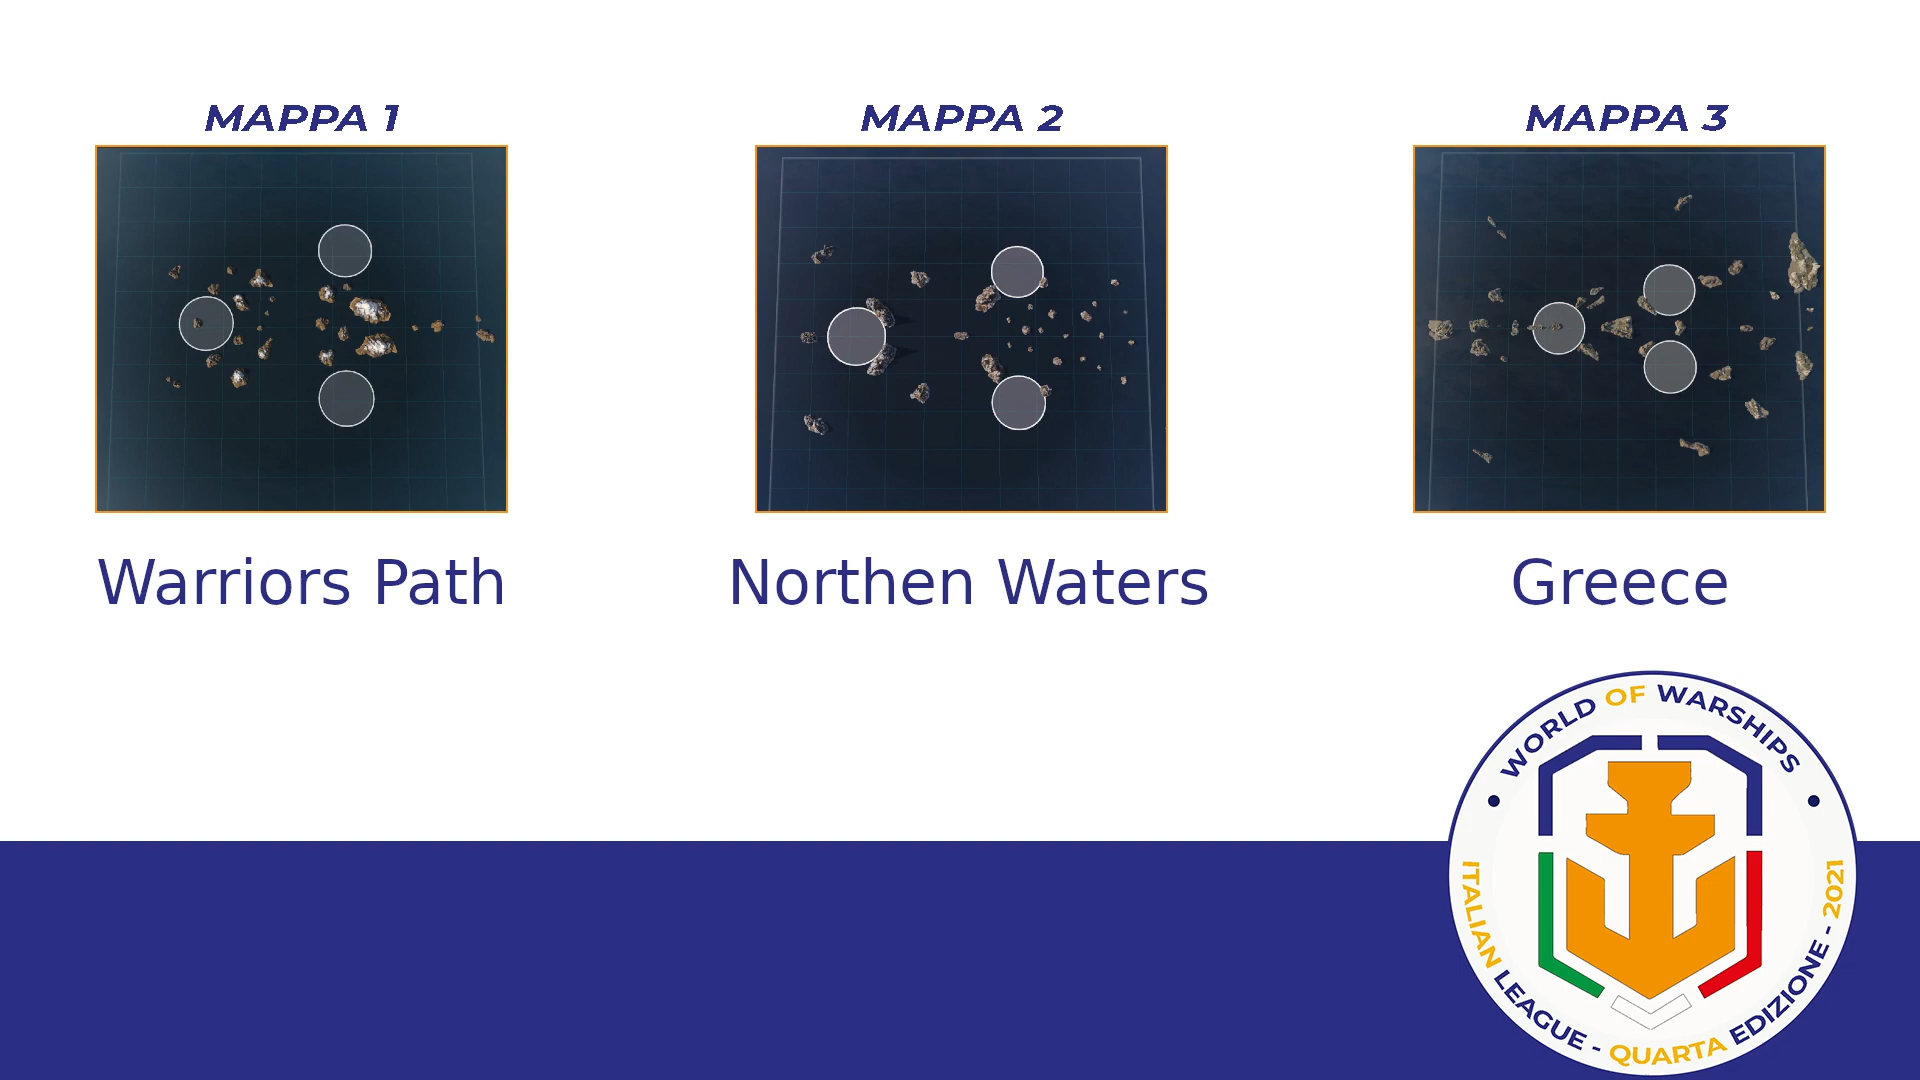 MAPPA 1
MAPPA 2
MAPPA 3
Warriors Path
Northen Waters
Greece
WORLD OF WARSHIPS
ITALIAN LEAGUE - QUARTA EDIZIONE - 2021